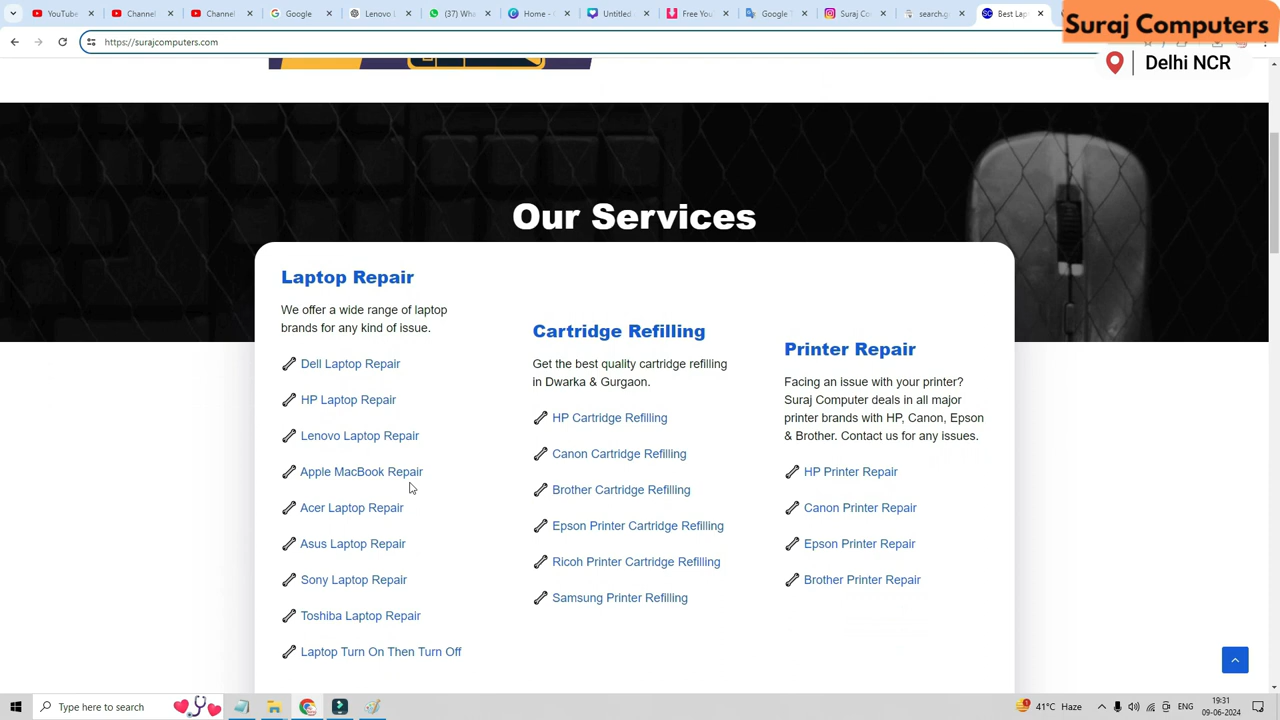 YouTube
Channel
Channel
Google
Lenovo L
(37) Wha
Home -
Untitled
Free You
Google T
Suraj Co
search.g
Best Lap
Suraj Computers
https://surajcomputers.com
Delhi NCR
Our Services
Laptop Repair
We offer a wide range of laptop
brands for any kind of issue.
Dell Laptop Repair
HP Laptop Repair
Lenovo Laptop Repair
Apple MacBook Repair
Acer Laptop Repair
Asus Laptop Repair
Sony Laptop Repair
Toshiba Laptop Repair
Laptop Turn On Then Turn Off
Cartridge Refilling
Get the best quality cartridge refilling
in Dwarka & Gurgaon.
HP Cartridge Refilling
Canon Cartridge Refilling
Brother Cartridge Refilling
Epson Printer Cartridge Refilling
Ricoh Printer Cartridge Refilling
Samsung Printer Refilling
Printer Repair
Facing an issue with your printer?
Suraj Computer deals in all major
printer brands with HP, Canon, Epson
& Brother. Contact us for any issues.
HP Printer Repair
Canon Printer Repair
Epson Printer Repair
Brother Printer Repair
Type here to search
41°C Haze
ENG
19:31
09-06-2024